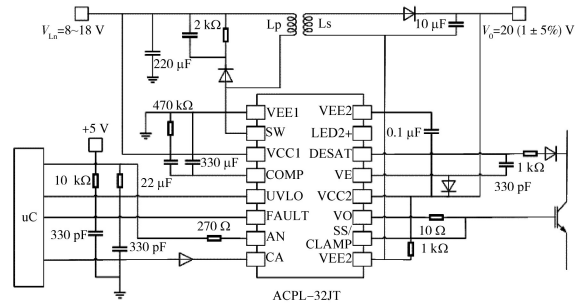 V_Ln=8~18 V
2 kΩ
Lp
Ls
10 μF
V_0=20 (1 ± 5%) V
220 μF
470 kΩ
VEE1
VEE2
SW
LED2+
0.1 μF
+5 V
VCC1
DESAT
330 μF
COMP
VE
1 kΩ
10 kΩ
22 μF
330 pF
UVLO
VCC2
uC
FAULT
VO
10 Ω
270 Ω
330 pF
330 pF
AN
SS/
CLAMP
1 kΩ
CA
VEE2
ACPL-32JT